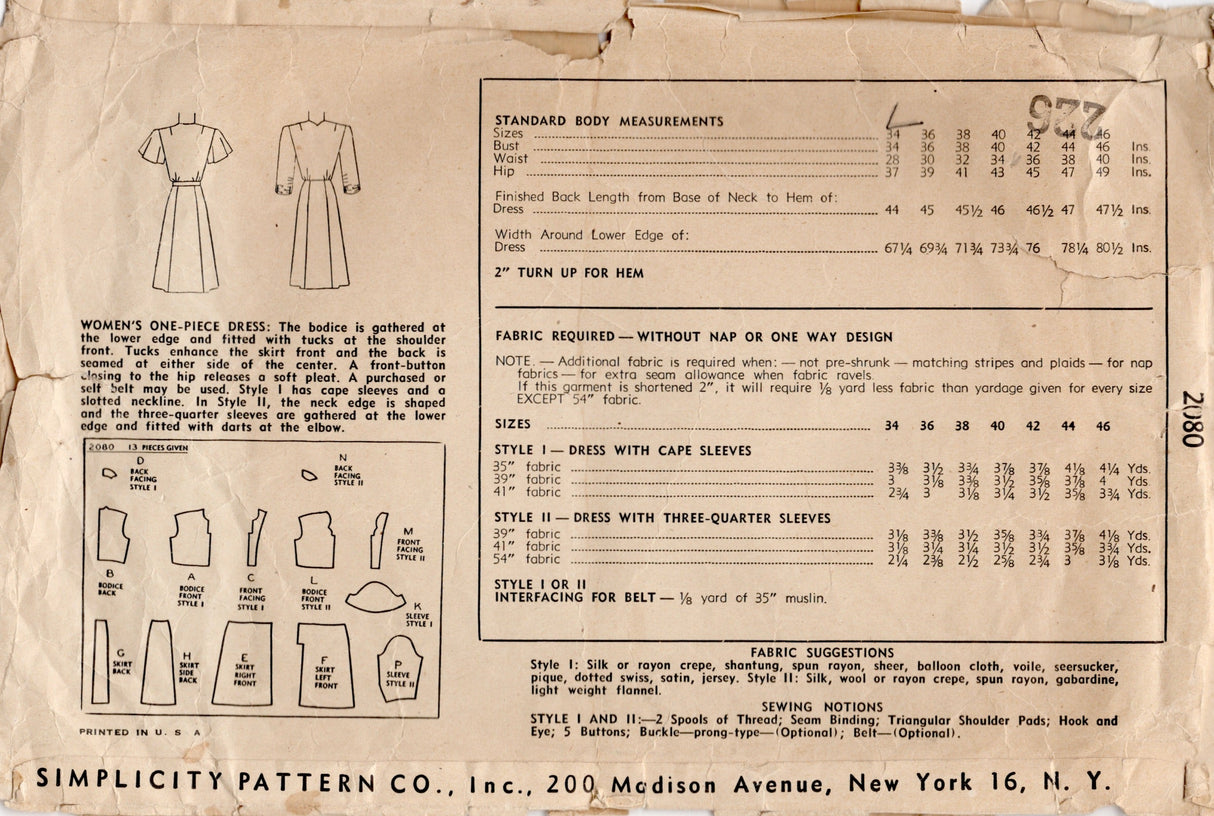 226
STANDARD BODY MEASUREMENTS
Sizes 34 36 38 40 42 44 46
Bust 34 36 38 40 42 44 46 Ins.
Waist 28 30 32 34 36 38 40 Ins.
Hip 37 39 41 43 45 47 49 Ins.
Finished Back Length from Base of Neck to Hem of:
Dress 44 45 45½ 46 46½ 47 47½ Ins.
Width Around Lower Edge of:
Dress 67¼ 69¾ 71¾ 73¾ 76 78¼ 80½ Ins.
2" TURN UP FOR HEM
FABRIC REQUIRED — WITHOUT NAP OR ONE WAY DESIGN
NOTE. — Additional fabric is required when: — not pre-shrunk — matching stripes and plaids — for nap
fabrics — for extra seam allowance when fabric ravels.
If this garment is shortened 2", it will require ⅛ yard less fabric than yardage given for every size
EXCEPT 54" fabric.
SIZES 34 36 38 40 42 44 46
STYLE I — DRESS WITH CAPE SLEEVES
35" fabric 3⅜ 3½ 3¾ 3⅞ 3⅞ 4⅛ 4¼ Yds.
39" fabric 3 3⅛ 3⅜ 3½ 3⅝ 3⅞ 4 Yds.
41" fabric 2¾ 3 3⅛ 3¼ 3½ 3⅝ 3¾ Yds.
STYLE II — DRESS WITH THREE-QUARTER SLEEVES
39" fabric 3⅛ 3⅜ 3½ 3⅝ 3¾ 3⅞ 4⅛ Yds.
41" fabric 3⅛ 3¼ 3¼ 3½ 3½ 3⅝ 3¾ Yds.
54" fabric 2¼ 2⅜ 2½ 2⅝ 2¾ 3 3⅛ Yds.
STYLE I OR II
INTERFACING FOR BELT — ⅛ yard of 35" muslin.
WOMEN'S ONE-PIECE DRESS: The bodice is gathered at
the lower edge and fitted with tucks at the shoulder
front. Tucks enhance the skirt front and the back is
seamed at either side of the center. A front-button
closing to the hip releases a soft pleat. A purchased or
self belt may be used. Style I has cape sleeves and a
slotted neckline. In Style II, the neck edge is shaped
and the three-quarter sleeves are gathered at the lower
edge and fitted with darts at the elbow.
2080 13 PIECES GIVEN
D
BACK
FACING
STYLE I
N
BACK
FACING
STYLE II
B
BODICE
BACK
A
BODICE
FRONT
STYLE I
C
FRONT
FACING
STYLE I
L
BODICE
FRONT
STYLE II
M
FRONT
FACING
STYLE II
K
SLEEVE
STYLE I
G
SKIRT
BACK
H
SKIRT
SIDE
BACK
E
SKIRT
RIGHT
FRONT
F
SKIRT
LEFT
FRONT
P
SLEEVE
STYLE II
PRINTED IN U. S A
FABRIC SUGGESTIONS
Style I: Silk or rayon crepe, shantung, spun rayon, sheer, balloon cloth, voile, seersucker,
pique, dotted swiss, satin, jersey. Style II: Silk, wool or rayon crepe, spun rayon, gabardine,
light weight flannel.
SEWING NOTIONS
STYLE I AND II:—2 Spools of Thread; Seam Binding; Triangular Shoulder Pads; Hook and
Eye; 5 Buttons; Buckle—prong-type—(Optional); Belt—(Optional).
2080
SIMPLICITY PATTERN CO., Inc., 200 Madison Avenue, New York 16, N. Y.